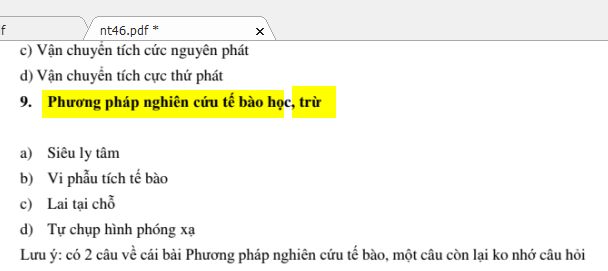 f
nt46.pdf * x
c) Vận chuyển tích cức nguyên phát
d) Vận chuyển tích cực thứ phát
9. Phương pháp nghiên cứu tế bào học, trừ
a) Siêu ly tâm
b) Vi phẫu tích tế bào
c) Lai tại chỗ
d) Tự chụp hình phóng xạ
Lưu ý: có 2 câu về cái bài Phương pháp nghiên cứu tế bào, một câu còn lại ko nhớ câu hỏi